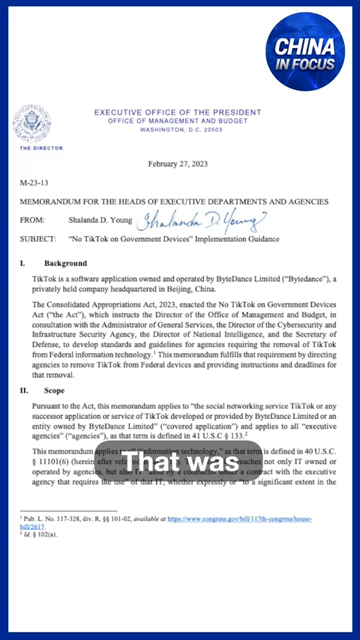 CHINA
IN FOCUS
EXECUTIVE OFFICE OF THE PRESIDENT
OFFICE OF MANAGEMENT AND BUDGET
WASHINGTON, D.C. 20503
THE DIRECTOR
February 27, 2023
M-23-13
MEMORANDUM FOR THE HEADS OF EXECUTIVE DEPARTMENTS AND AGENCIES
FROM: Shalanda D. Young Shalanda D. Young
SUBJECT: “No TikTok on Government Devices” Implementation Guidance
I. Background
TikTok is a software application owned and operated by ByteDance Limited (“Bytedance”), a
privately held company headquartered in Beijing, China.
The Consolidated Appropriations Act, 2023, enacted the No TikTok on Government Devices
Act (“the Act”), which instructs the Director of the Office of Management and Budget, in
consultation with the Administrator of General Services, the Director of the Cybersecurity and
Infrastructure Security Agency, the Director of National Intelligence, and the Secretary of
Defense, to develop standards and guidelines for agencies requiring the removal of TikTok
from Federal information technology.1 This memorandum fulfills that requirement by directing
agencies to remove TikTok from Federal devices and providing instructions and deadlines for
that removal.
II. Scope
Pursuant to the Act, this memorandum applies to “the social networking service TikTok or any
successor application or service of TikTok developed or provided by ByteDance Limited or an
entity owned by ByteDance Limited” (“covered application”) and applies to all “executive
agencies” (“agencies”), as that term is defined in 41 U.S.C § 133.2
This memorandum applies “information technology,” as that term is defined in 40 U.S.C.
§ 11101(6) (hereinafter not only IT owned or
That was
operated by agencies, but also contract with the executive
agency that requires the use” of that IT, whether expressly or “to a significant extent in the
1 Pub. L. No. 117-328, div. R, §§ 101-02, available at https://www.congress.gov/bill/117th-congress/house-
bill/2617.
2 Id. § 102(a).